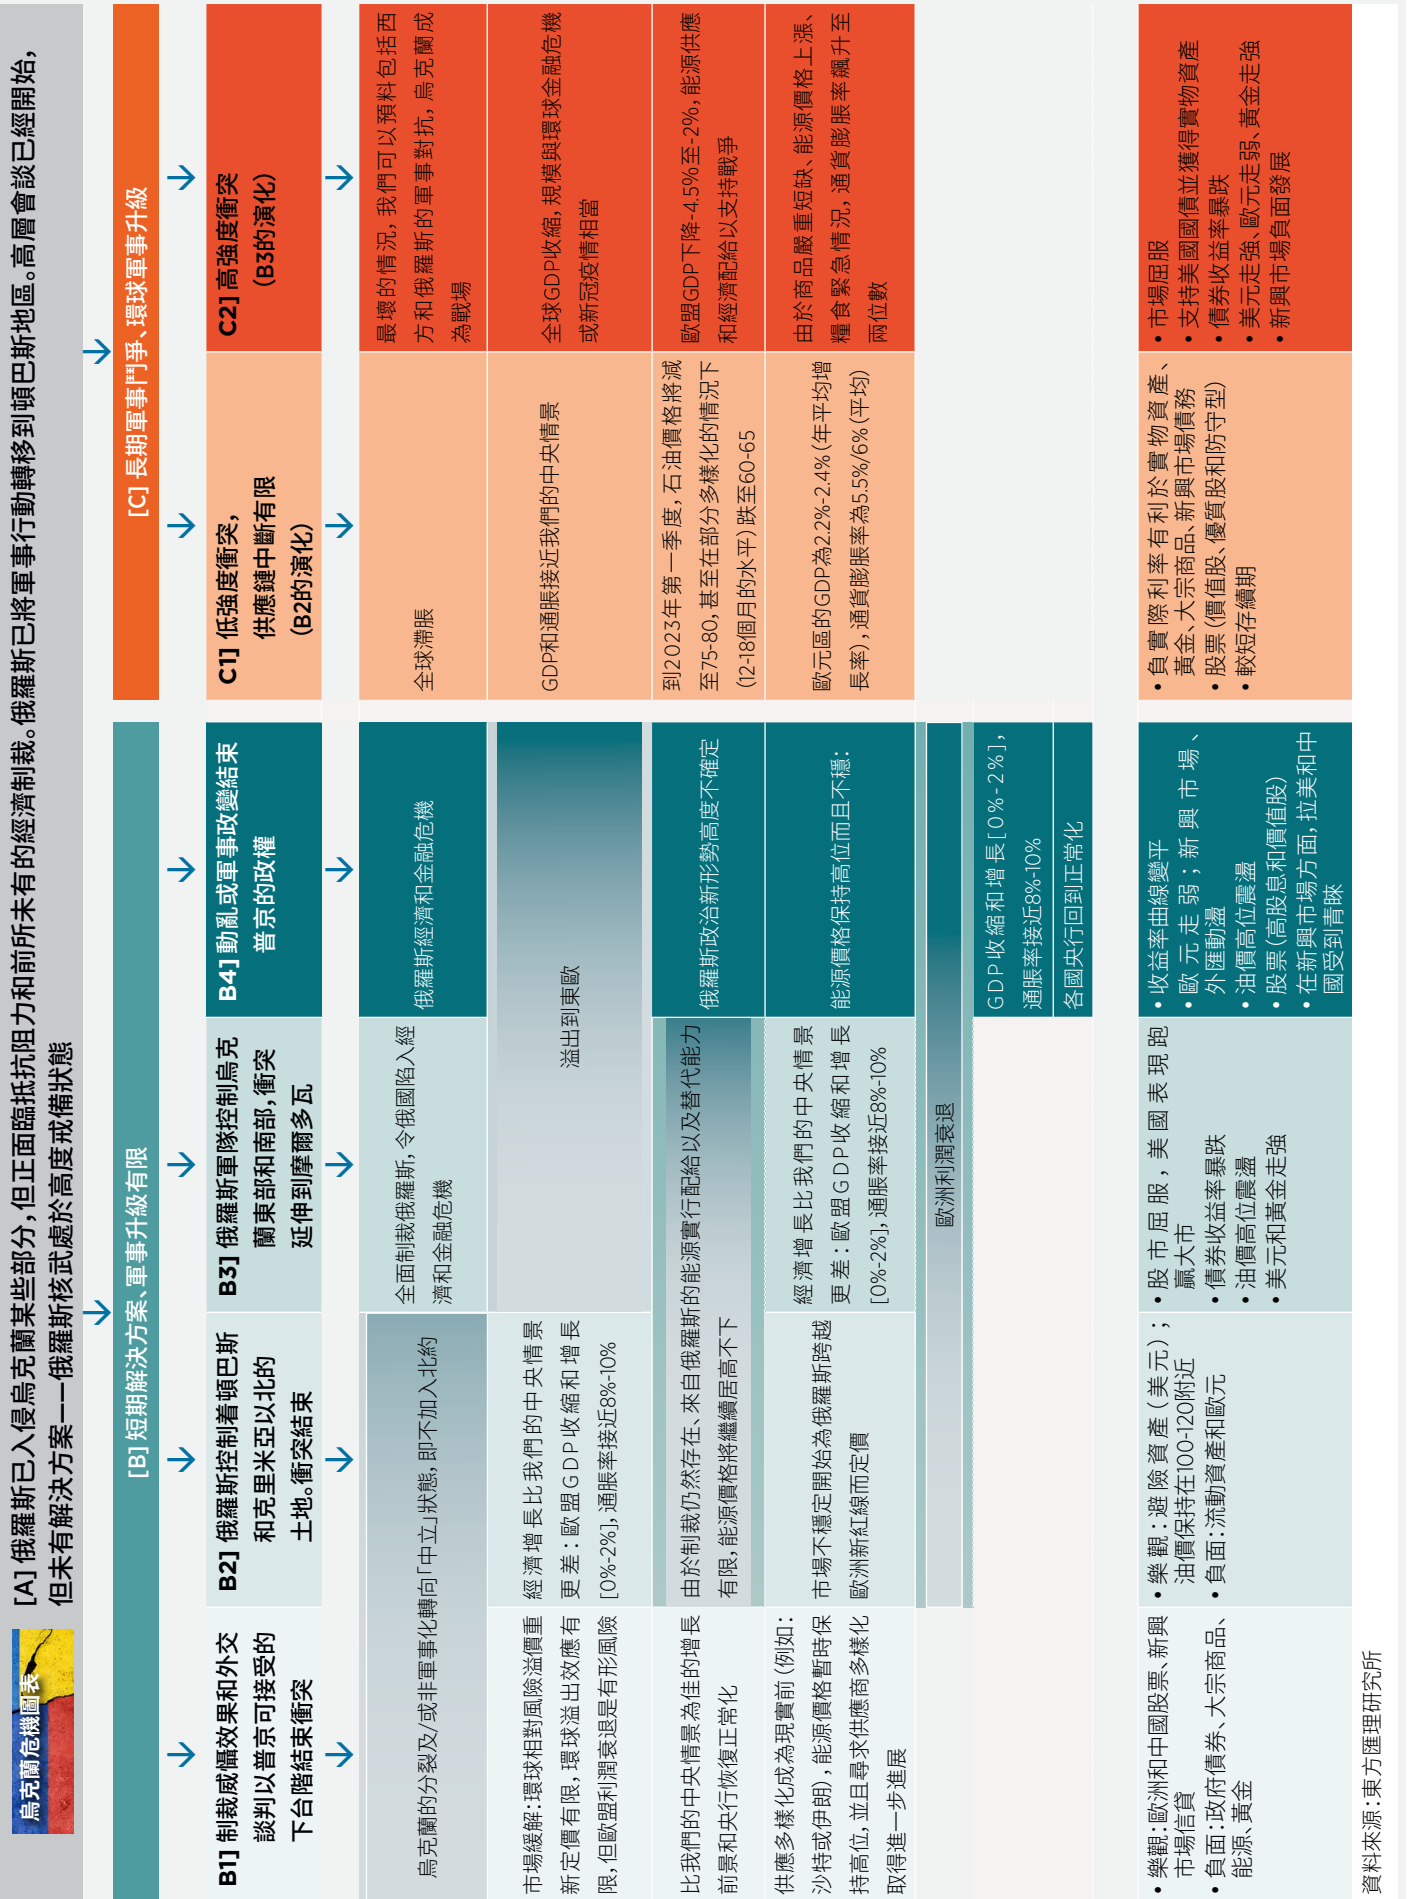 烏克蘭危機圖表
[A] 俄羅斯已入侵烏克蘭某些部分，但正面臨抵抗阻力和前所未有的經濟制裁。俄羅斯已將軍事行動轉移到頓巴斯地區。高層會談已經開始，
但未有解決方案——俄羅斯核武處於高度戒備狀態
[B] 短期解決方案、軍事升級有限
[C] 長期軍事鬥爭、環球軍事升級
B1] 制裁威懾效果和外交
談判以普京可接受的
下台階結束衝突
B2] 俄羅斯控制着頓巴斯
和克里米亞以北的
土地。衝突結束
B3] 俄羅斯軍隊控制烏克
蘭東部和南部，衝突
延伸到摩爾多瓦
B4] 動亂或軍事政變結束
普京的政權
C1] 低強度衝突，
供應鏈中斷有限
（B2的演化）
C2] 高強度衝突
（B3的演化）
烏克蘭的分裂及/或非軍事化轉向「中立」狀態，即不加入北約
全面制裁俄羅斯，令俄國陷入經
濟和金融危機
俄羅斯經濟和金融危機
全球滯脹
最壞的情況，我們可以預料包括西
方和俄羅斯的軍事對抗，烏克蘭成
為戰場
市場緩解：環球相對風險溢價重
新定價有限，環球溢出效應有
限，但歐盟利潤衰退是有形風險
經濟增長比我們的中央情景
更差：歐盟GDP收縮和增長
[0%-2%]，通脹率接近8%-10%
溢出到東歐
GDP和通脹接近我們的中央情景
全球GDP收縮，規模與環球金融危機
或新冠疫情相當
比我們的中央情景為佳的增長
前景和央行恢復正常化
由於制裁仍然存在、來自俄羅斯的能源實行配給以及替代能力
有限，能源價格將繼續居高不下
俄羅斯政治新形勢高度不確定
到2023年第一季度，石油價格將減
至75-80，甚至在部分多樣化的情況下
（12-18個月的水平）跌至60-65
歐盟GDP下降-4.5%至-2%，能源供應
和經濟配給以支持戰爭
供應多樣化成為現實前（例如：
沙特或伊朗），能源價格暫時保
持高位，並且尋求供應商多樣化
取得進一步進展
市場不穩定開始為俄羅斯跨越
歐洲新紅線而定價
經濟增長比我們的中央情景
更差：歐盟GDP收縮和增長
[0%-2%]，通脹率接近8%-10%
能源價格保持高位而且不穩：
歐元區的GDP為2.2%-2.4%（年平均增
長率），通貨膨脹率為5.5%/6%（平均）
由於商品嚴重短缺、能源價格上漲、
糧食緊急情況，通貨膨脹率飆升至
兩位數
歐洲利潤衰退
GDP收縮和增長[0%-2%]，
通脹率接近8%-10%
各國央行回到正常化
• 樂觀：歐洲和中國股票、新興
市場信貸
• 負面：政府債券、大宗商品、
能源、黃金
• 樂觀：避險資產（美元）；
油價保持在100-120附近
• 負面：流動資產和歐元
• 股市屈服，美國表現跑
贏大市
• 債券收益率暴跌
• 油價高位震盪
• 美元和黃金走強
• 收益率曲線變平
• 歐元走弱；新興市場、
外匯動盪
• 油價高位震盪
• 股票（高股息和價值股）
• 在新興市場方面，拉美和中
國受到青睞
• 負實際利率有利於實物資產、
黃金、大宗商品、新興市場債務
• 股票（價值股、優質股和防守型）
• 較短存續期
• 市場屈服
• 支持美國國債並獲得實物資產
• 債券收益率暴跌
• 美元走強、歐元走弱、黃金走強
• 新興市場負面發展
資料來源：東方匯理研究所